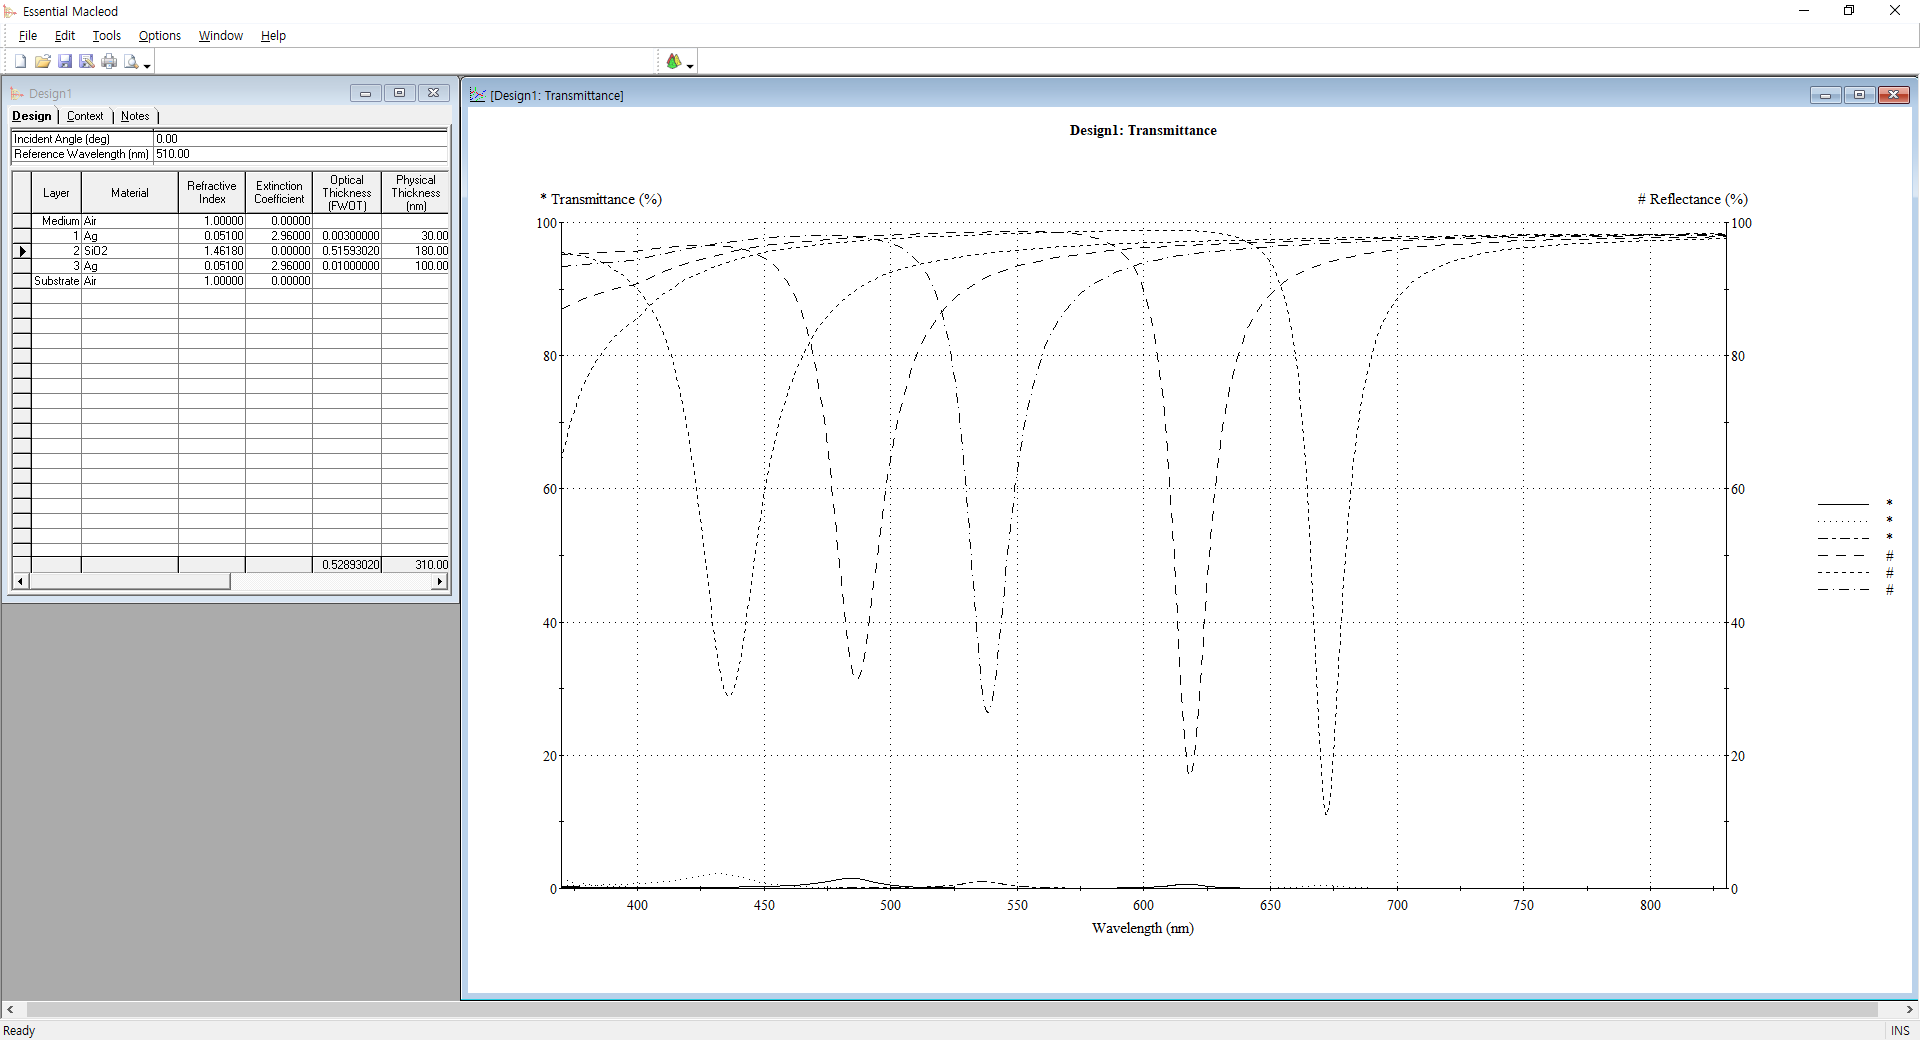 Essential Macleod
File Edit Tools Options Window Help
Design1
Design Context Notes
Incident Angle (deg) 0.00
Reference Wavelength (nm) 510.00
Layer Material Refractive Index Extinction Coefficient Optical Thickness (FWOT) Physical Thickness (nm)
Medium Air 1.00000 0.00000
1 Ag 0.05100 2.96000 0.00300000 30.00
2 SiO2 1.46180 0.00000 0.51593020 180.00
3 Ag 0.05100 2.96000 0.01000000 100.00
Substrate Air 1.00000 0.00000
0.52893020 310.00
[Design1: Transmittance]
Design1: Transmittance
* Transmittance (%) # Reflectance (%)
100 100
80 80
60 60
*
*
*
#
#
#
40 40
20 20
0 0
400 450 500 550 600 650 700 750 800
Wavelength (nm)
Ready INS